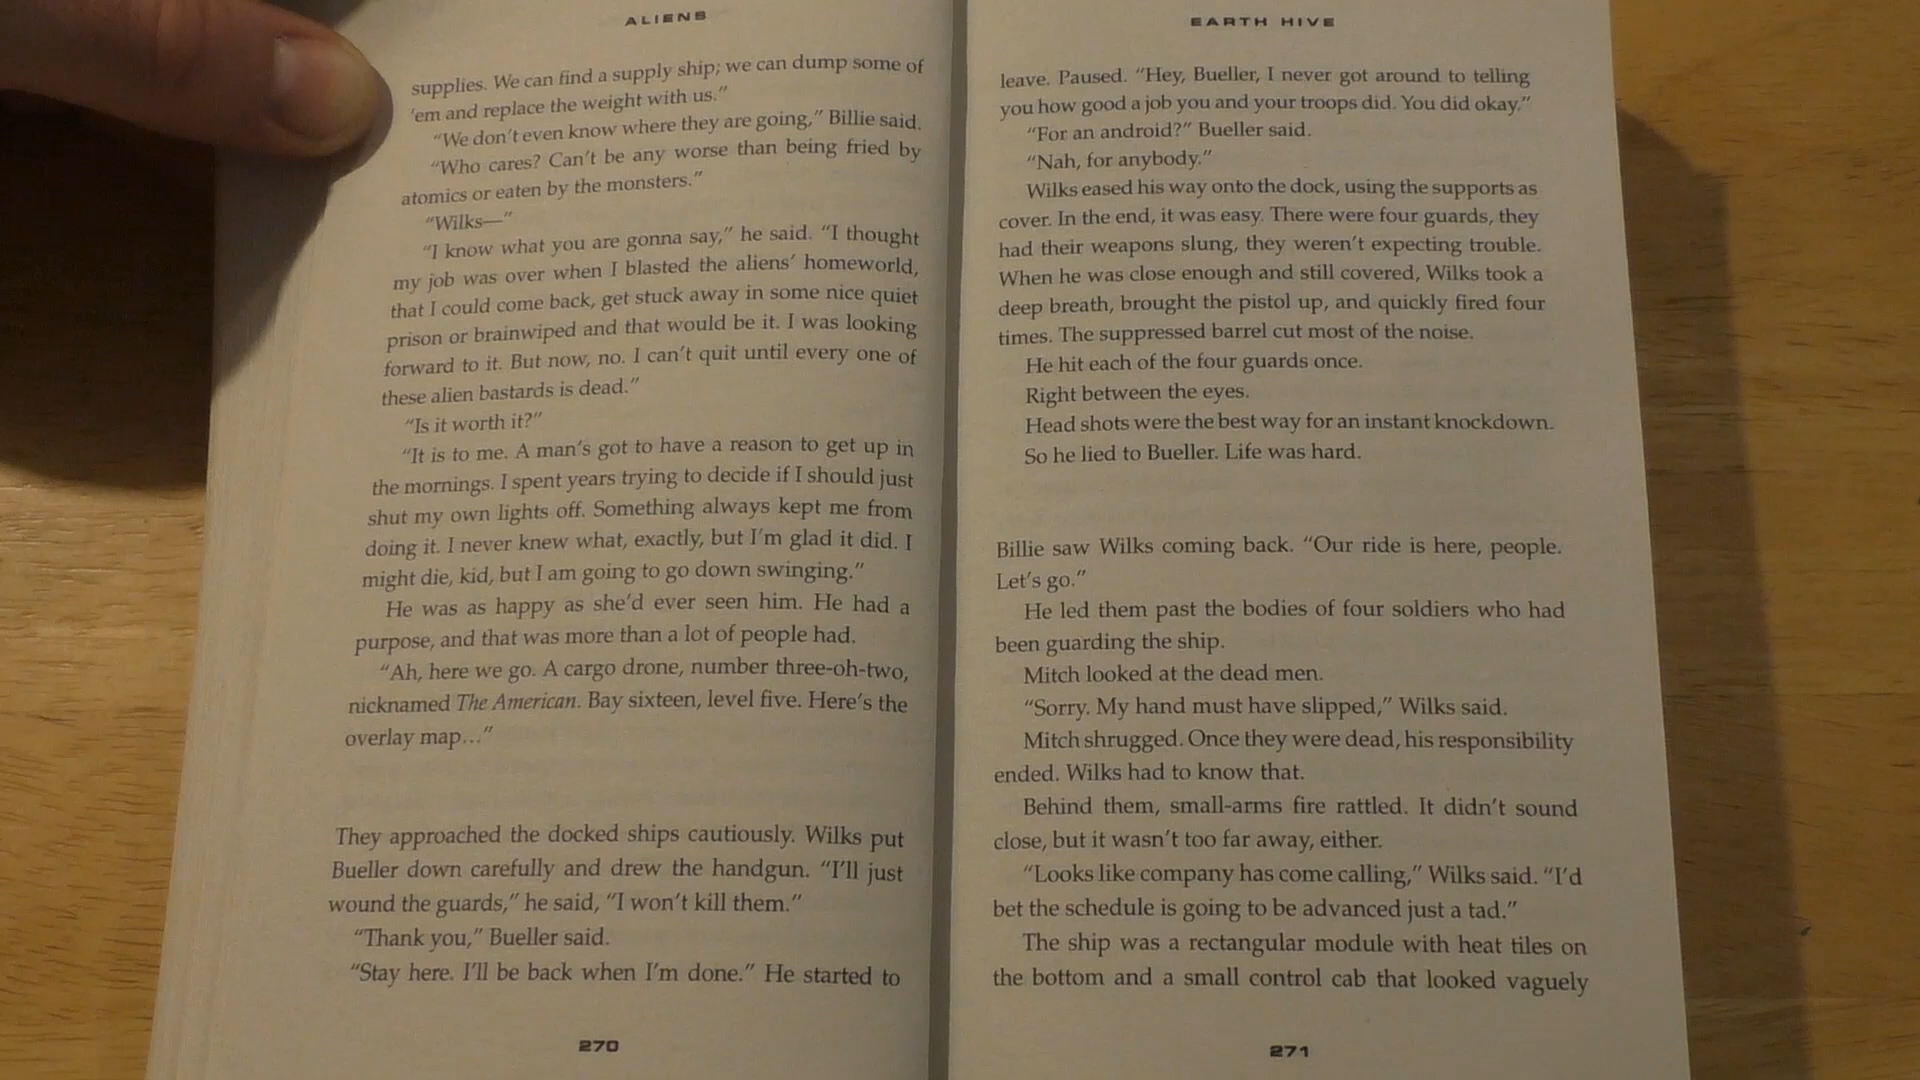 ALIENS
supplies. We can find a supply ship; we can dump some of
'em and replace the weight with us.”
“We don't even know where they are going,” Billie said.
“Who cares? Can't be any worse than being fried by
atomics or eaten by the monsters.”
“Wilks—”
“I know what you are gonna say,” he said. “I thought
my job was over when I blasted the aliens' homeworld,
that I could come back, get stuck away in some nice quiet
prison or brainwiped and that would be it. I was looking
forward to it. But now, no. I can't quit until every one of
these alien bastards is dead.”
“Is it worth it?”
“It is to me. A man's got to have a reason to get up in
the mornings. I spent years trying to decide if I should just
shut my own lights off. Something always kept me from
doing it. I never knew what, exactly, but I'm glad it did. I
might die, kid, but I am going to go down swinging.”
He was as happy as she'd ever seen him. He had a
purpose, and that was more than a lot of people had.
“Ah, here we go. A cargo drone, number three-oh-two,
nicknamed The American. Bay sixteen, level five. Here's the
overlay map…”
They approached the docked ships cautiously. Wilks put
Bueller down carefully and drew the handgun. “I'll just
wound the guards,” he said, “I won't kill them.”
“Thank you,” Bueller said.
“Stay here. I'll be back when I'm done.” He started to
270
EARTH HIVE
leave. Paused. “Hey, Bueller, I never got around to telling
you how good a job you and your troops did. You did okay.”
“For an android?” Bueller said.
“Nah, for anybody.”
Wilks eased his way onto the dock, using the supports as
cover. In the end, it was easy. There were four guards, they
had their weapons slung, they weren't expecting trouble.
When he was close enough and still covered, Wilks took a
deep breath, brought the pistol up, and quickly fired four
times. The suppressed barrel cut most of the noise.
He hit each of the four guards once.
Right between the eyes.
Head shots were the best way for an instant knockdown.
So he lied to Bueller. Life was hard.
Billie saw Wilks coming back. “Our ride is here, people.
Let's go.”
He led them past the bodies of four soldiers who had
been guarding the ship.
Mitch looked at the dead men.
“Sorry. My hand must have slipped,” Wilks said.
Mitch shrugged. Once they were dead, his responsibility
ended. Wilks had to know that.
Behind them, small-arms fire rattled. It didn't sound
close, but it wasn't too far away, either.
“Looks like company has come calling,” Wilks said. “I'd
bet the schedule is going to be advanced just a tad.”
The ship was a rectangular module with heat tiles on
the bottom and a small control cab that looked vaguely
271